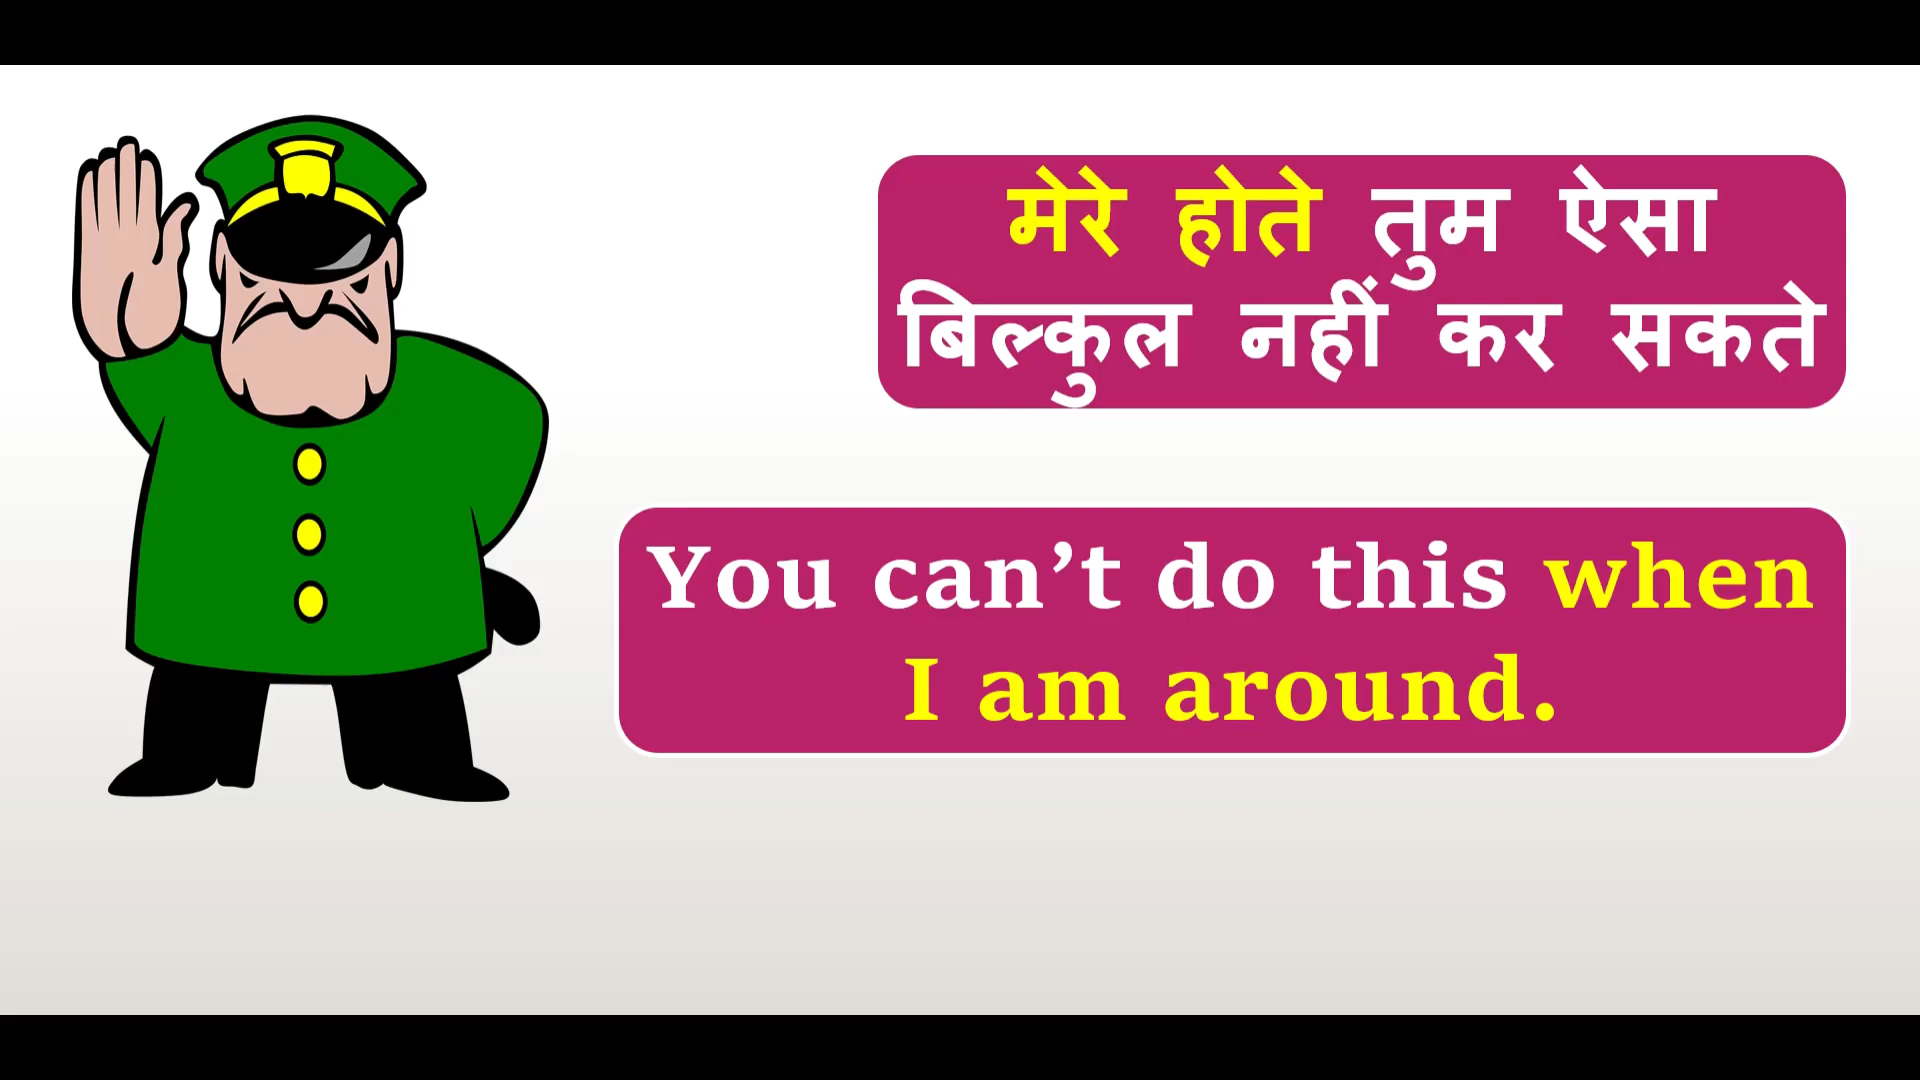 मेरे होते तुम ऐसा
बिल्कुल नहीं कर सकते
You can’t do this when
I am around.